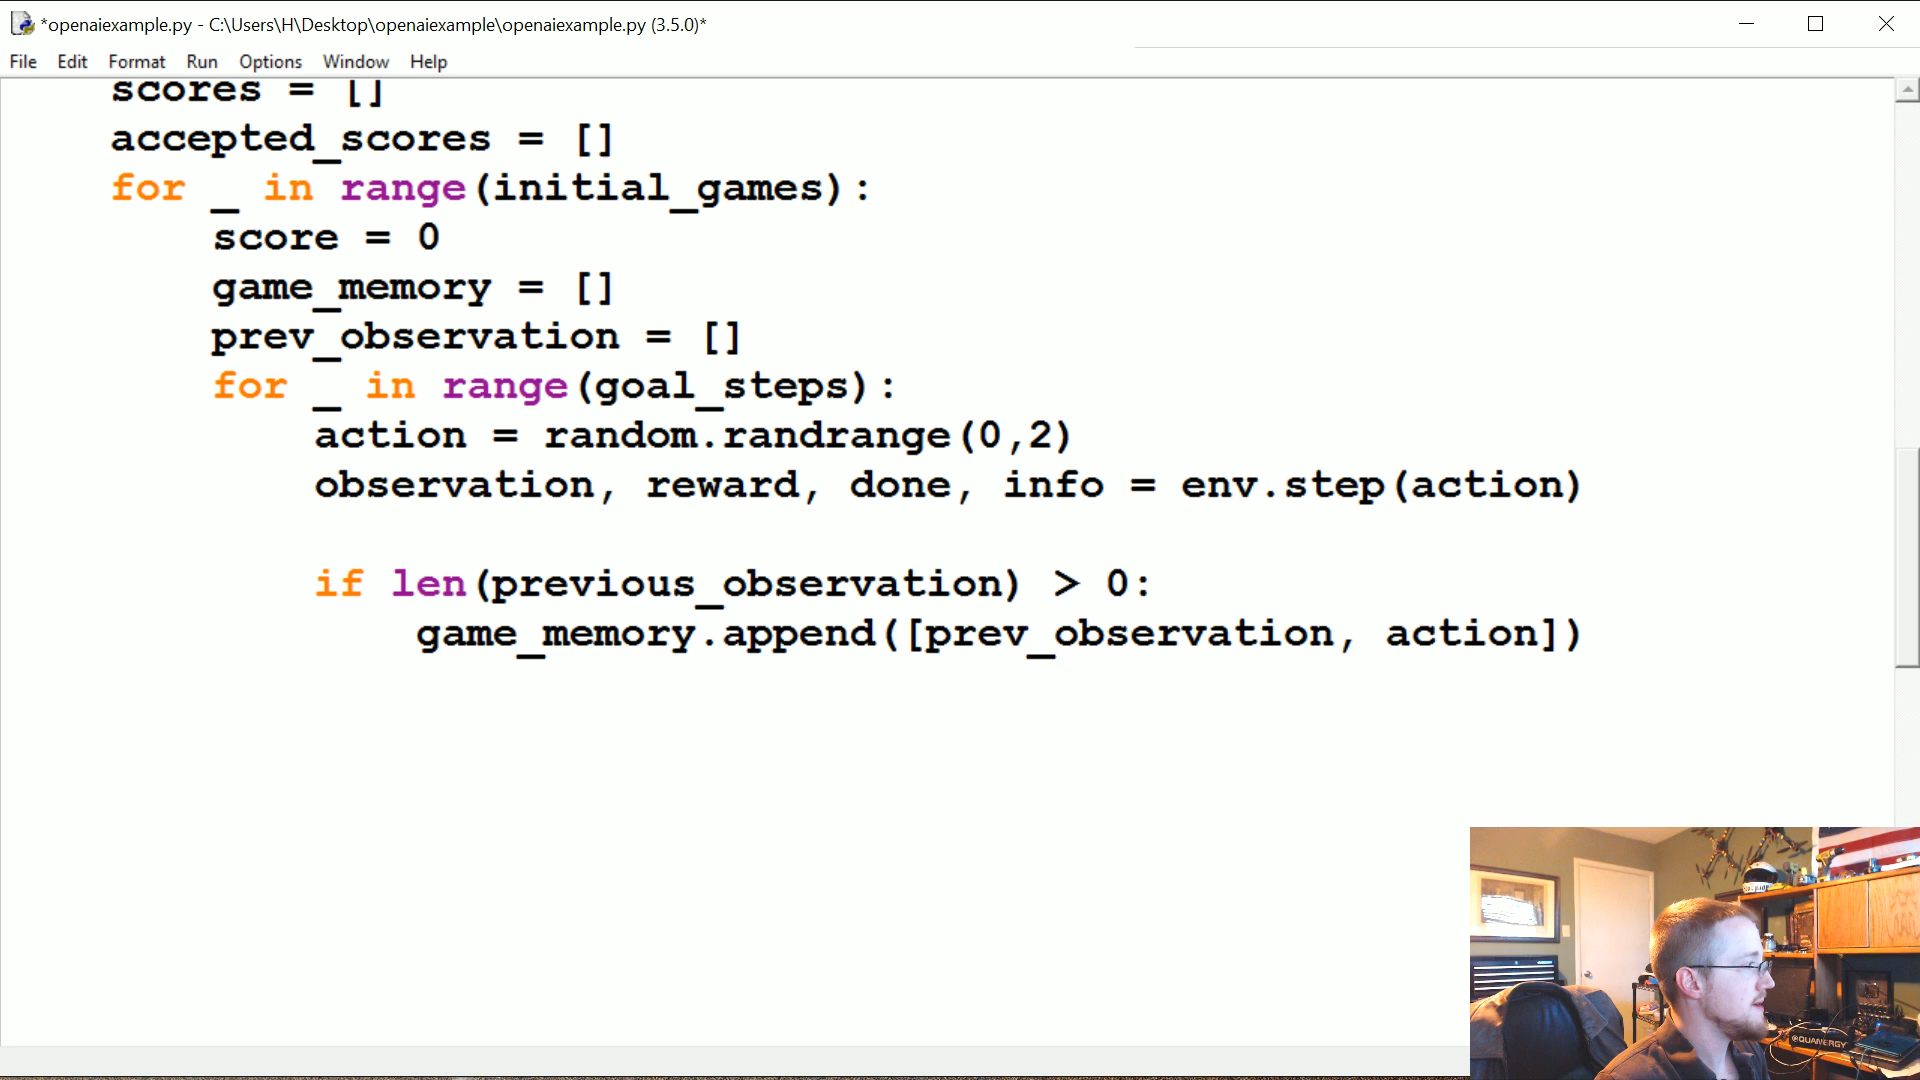 *openaiexample.py - C:\Users\H\Desktop\openaiexample\openaiexample.py (3.5.0)*
File Edit Format Run Options Window Help
scores = []
accepted_scores = []
for _ in range(initial_games):
score = 0
game_memory = []
prev_observation = []
for _ in range(goal_steps):
action = random.randrange(0,2)
observation, reward, done, info = env.step(action)
if len(previous_observation) > 0:
game_memory.append([prev_observation, action])
QUANERGY